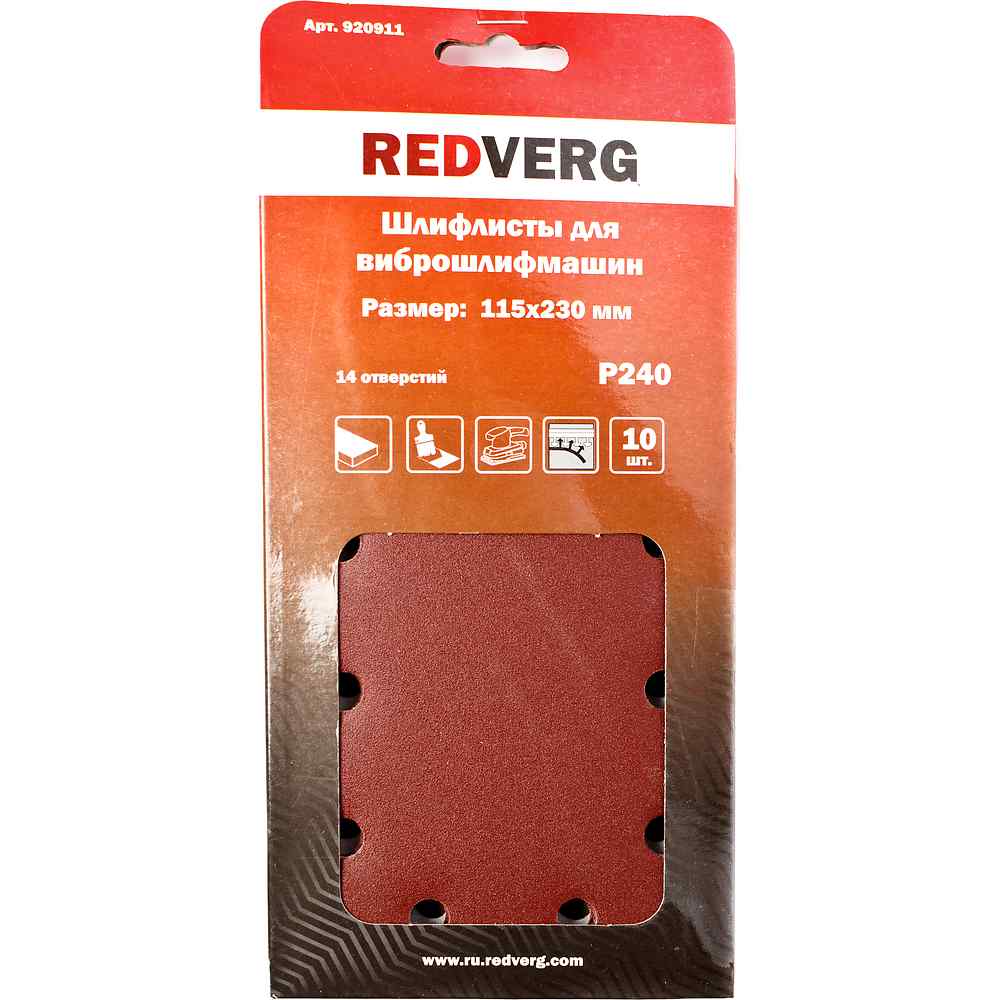 Арт. 920911
REDVERG
Шлифлисты для
виброшлифмашин
Размер: 115х230 мм
14 отверстий P240
10
шт.
www.ru.redverg.com